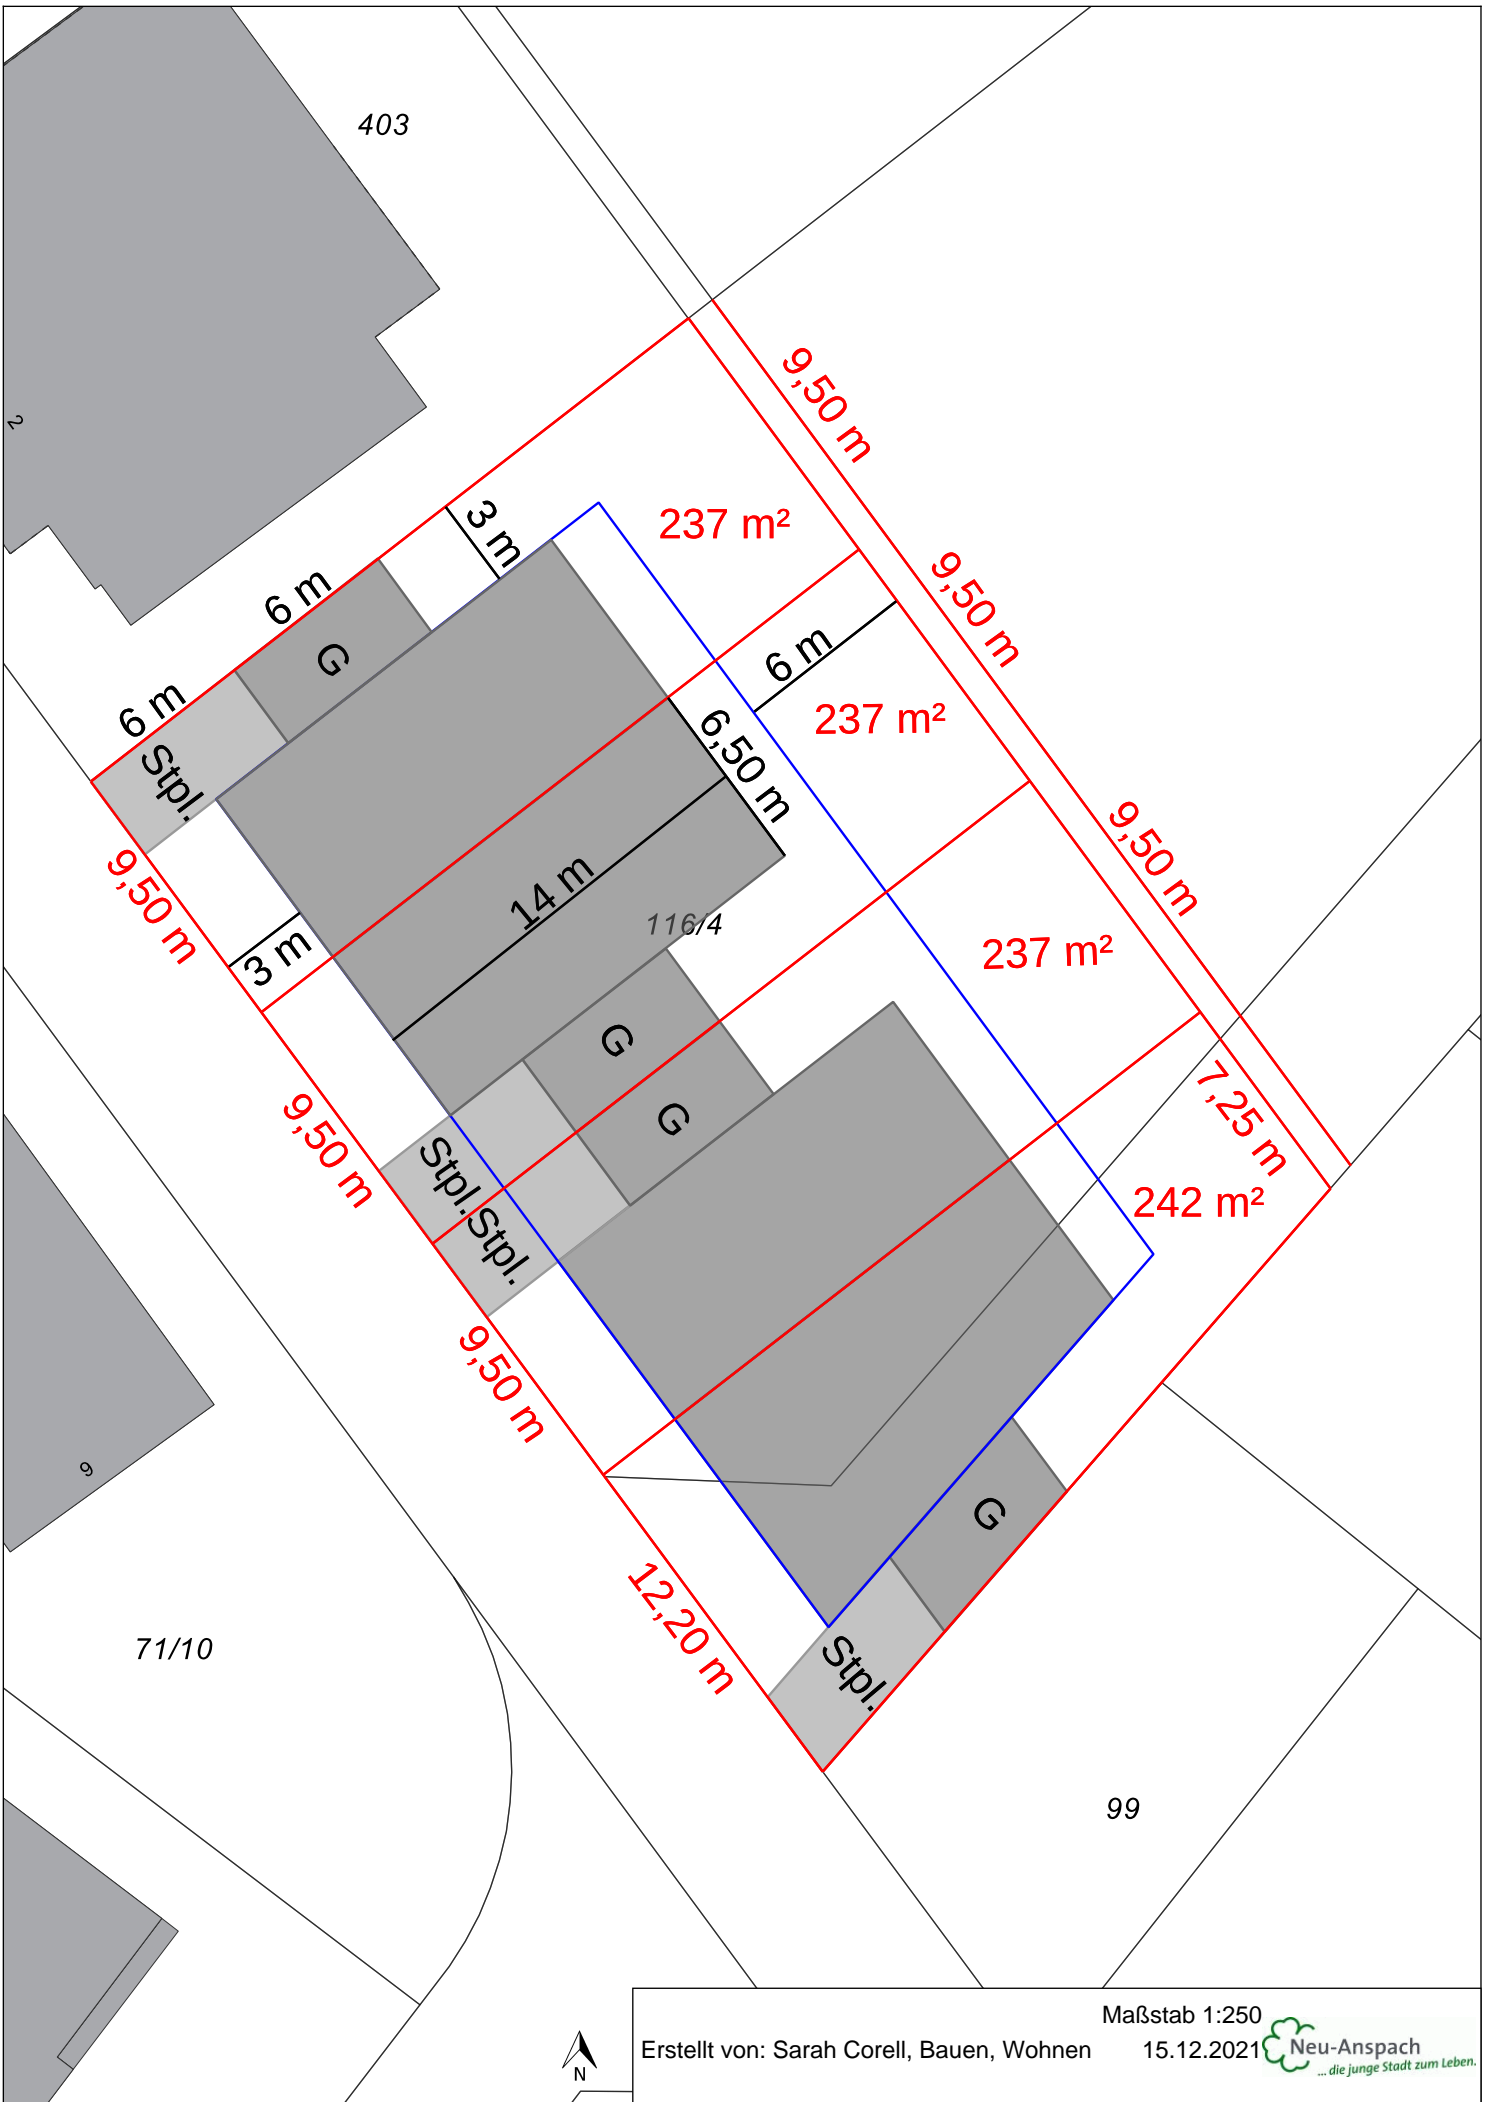 403
2
9,50 m
3 m
237 m²
6 m
G
9,50 m
6 m
6 m
237 m²
Stpl.
6,50 m
9,50 m
9,50 m
14 m
116/4
3 m
237 m²
G
7,25 m
G
9,50 m
Stpl.
242 m²
Stpl.
9,50 m
9
G
12,20 m
71/10
Stpl.
99
Maßstab 1:250
Erstellt von: Sarah Corell, Bauen, Wohnen
15.12.2021
N
Neu-Anspach
... die junge Stadt zum Leben.